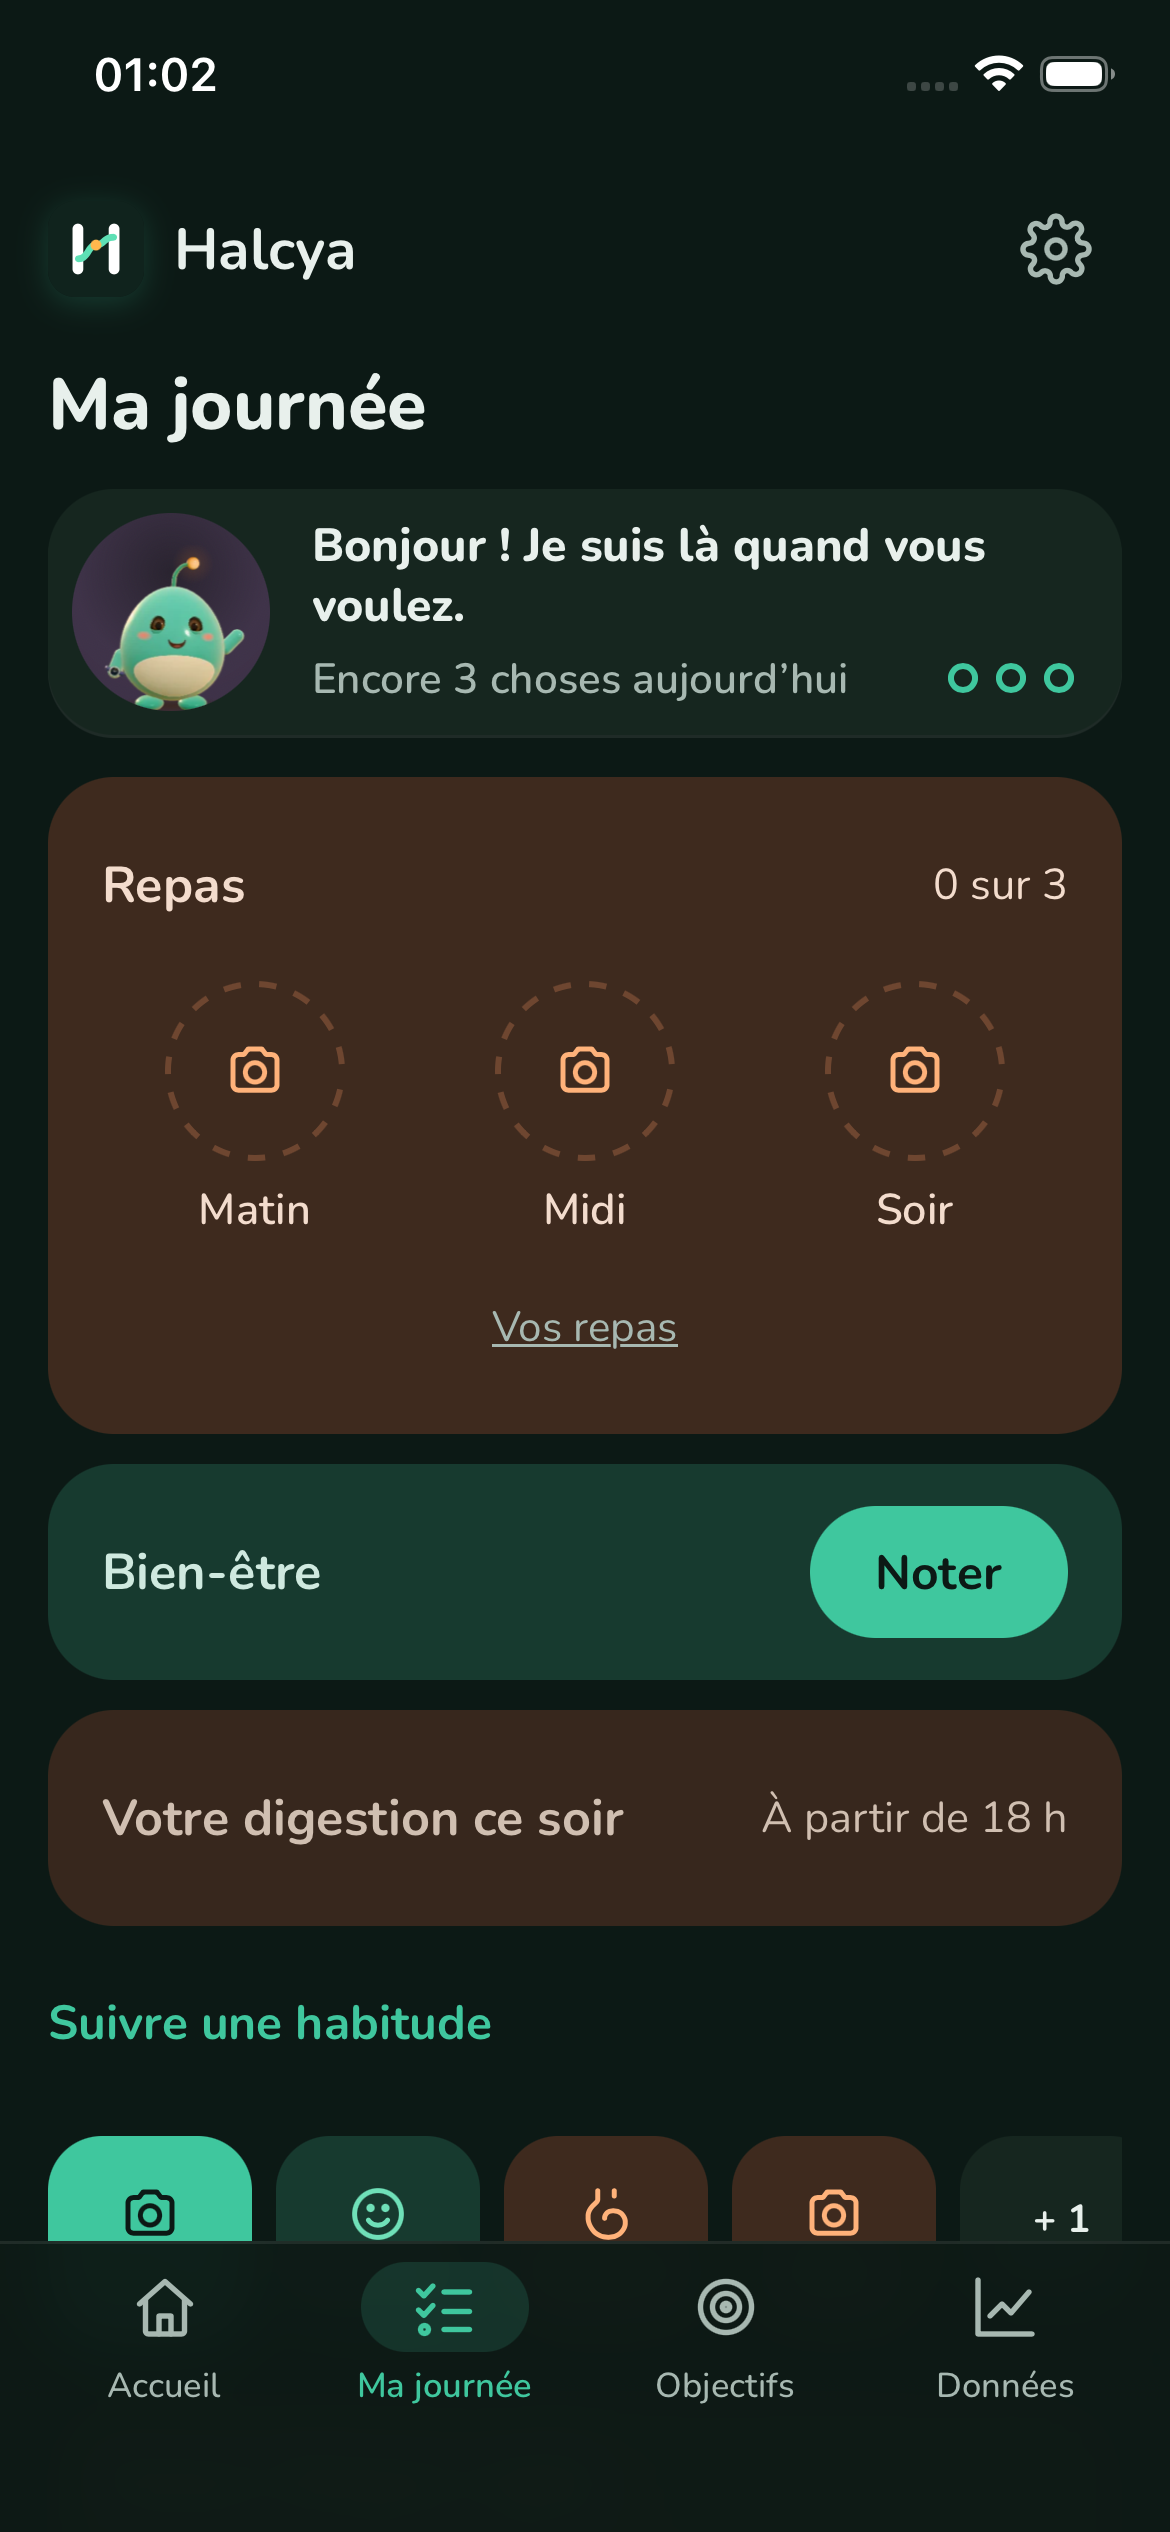 01:02
Halcya
Ma journée
Bonjour ! Je suis là quand vous
voulez.
Encore 3 choses aujourd’hui
Repas
0 sur 3
Matin
Midi
Soir
Vos repas
Bien-être
Noter
Votre digestion ce soir
À partir de 18 h
Suivre une habitude
+ 1
Accueil
Ma journée
Objectifs
Données